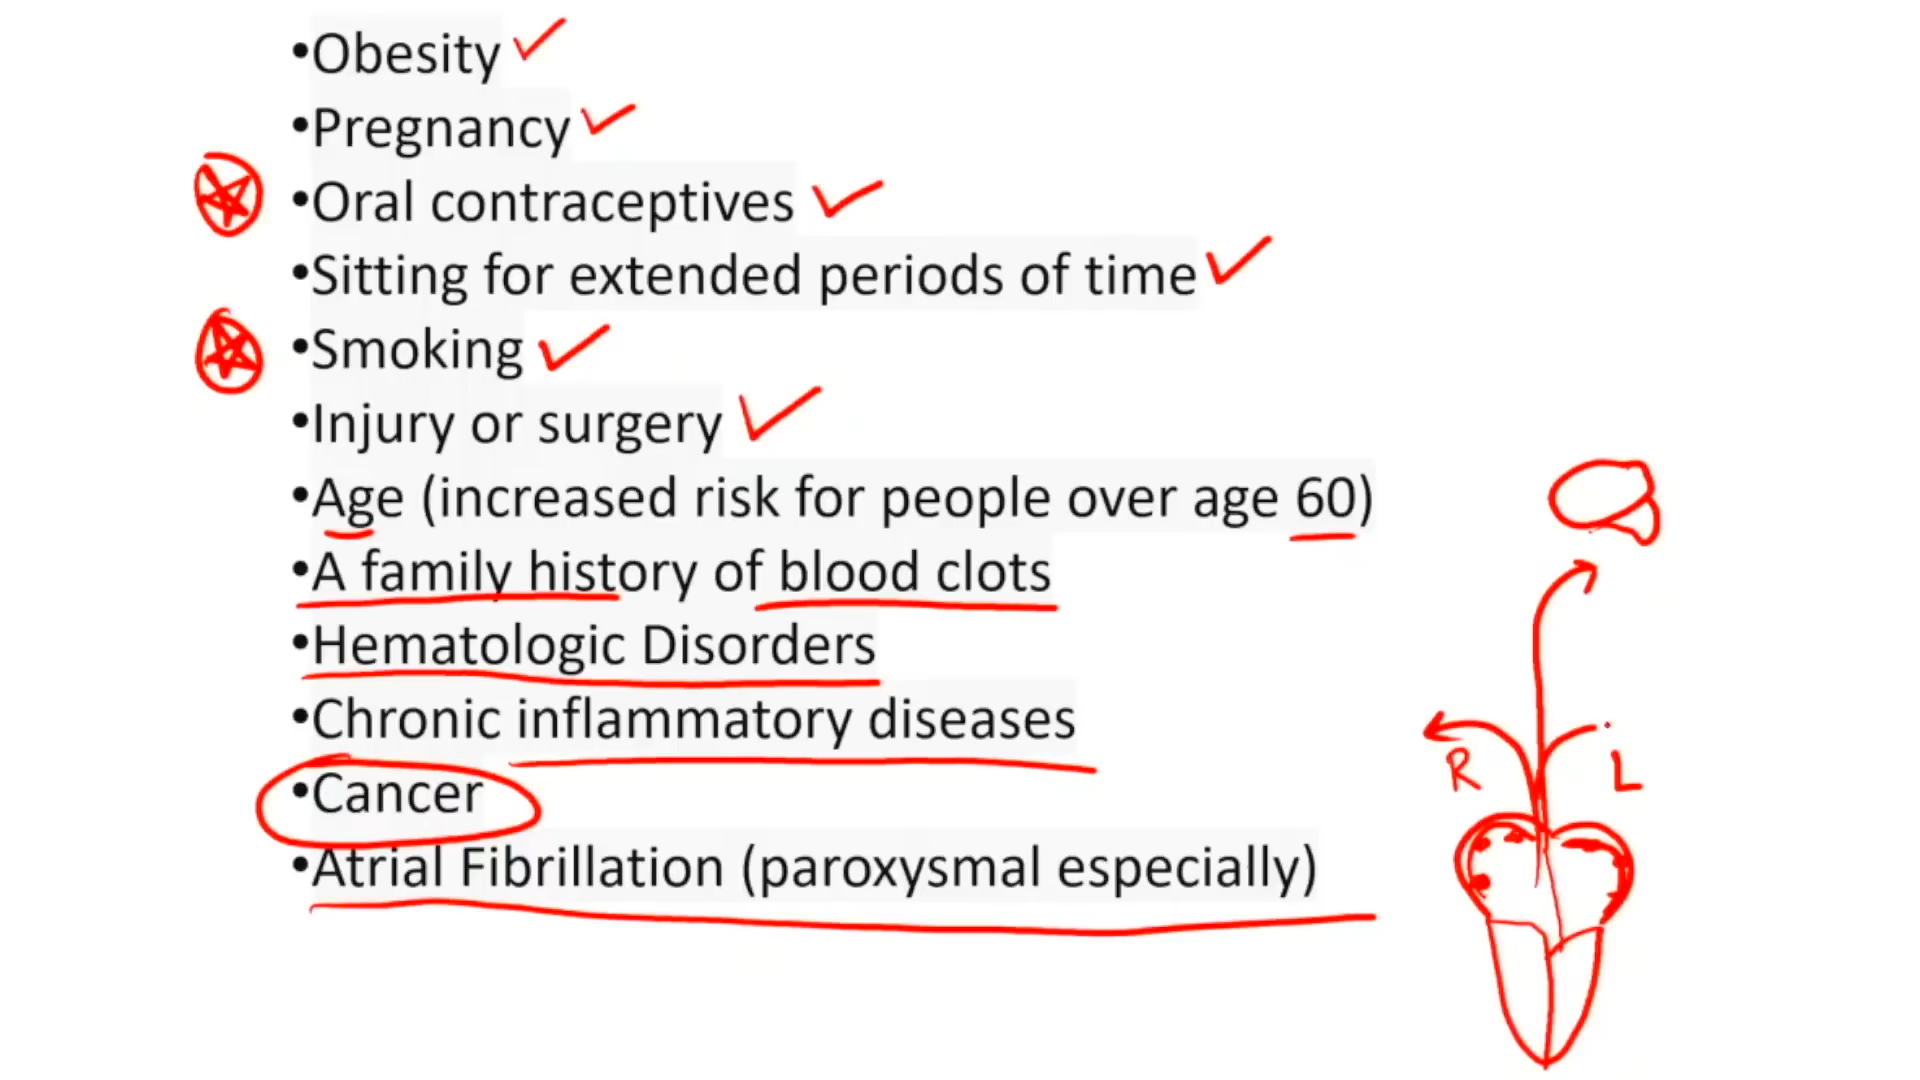 •Obesity
•Pregnancy
•Oral contraceptives
•Sitting for extended periods of time
•Smoking
•Injury or surgery
•Age (increased risk for people over age 60)
•A family history of blood clots
•Hematologic Disorders
•Chronic inflammatory diseases
•Cancer
•Atrial Fibrillation (paroxysmal especially)
R
L